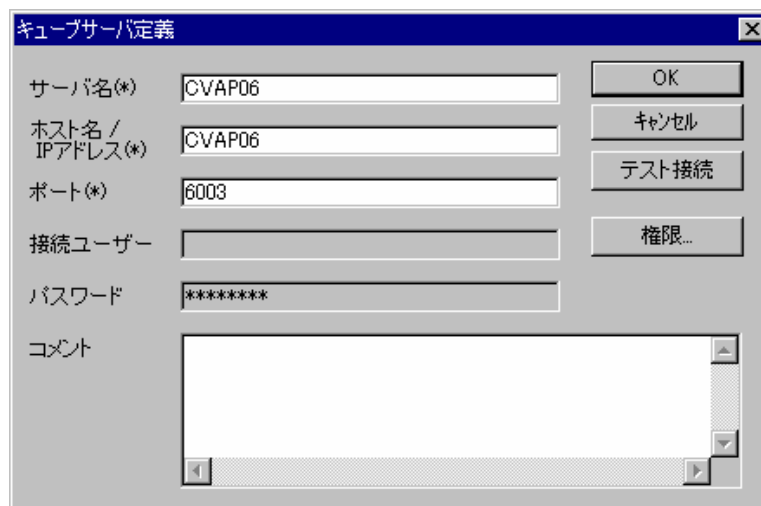 キューブサーバ定義
サーバ名(*)
CVAP06
OK
ホスト名 /
IPアドレス(*)
CVAP06
キャンセル
ポート(*)
6003
テスト接続
接続ユーザー
権限...
パスワード
********
コメント